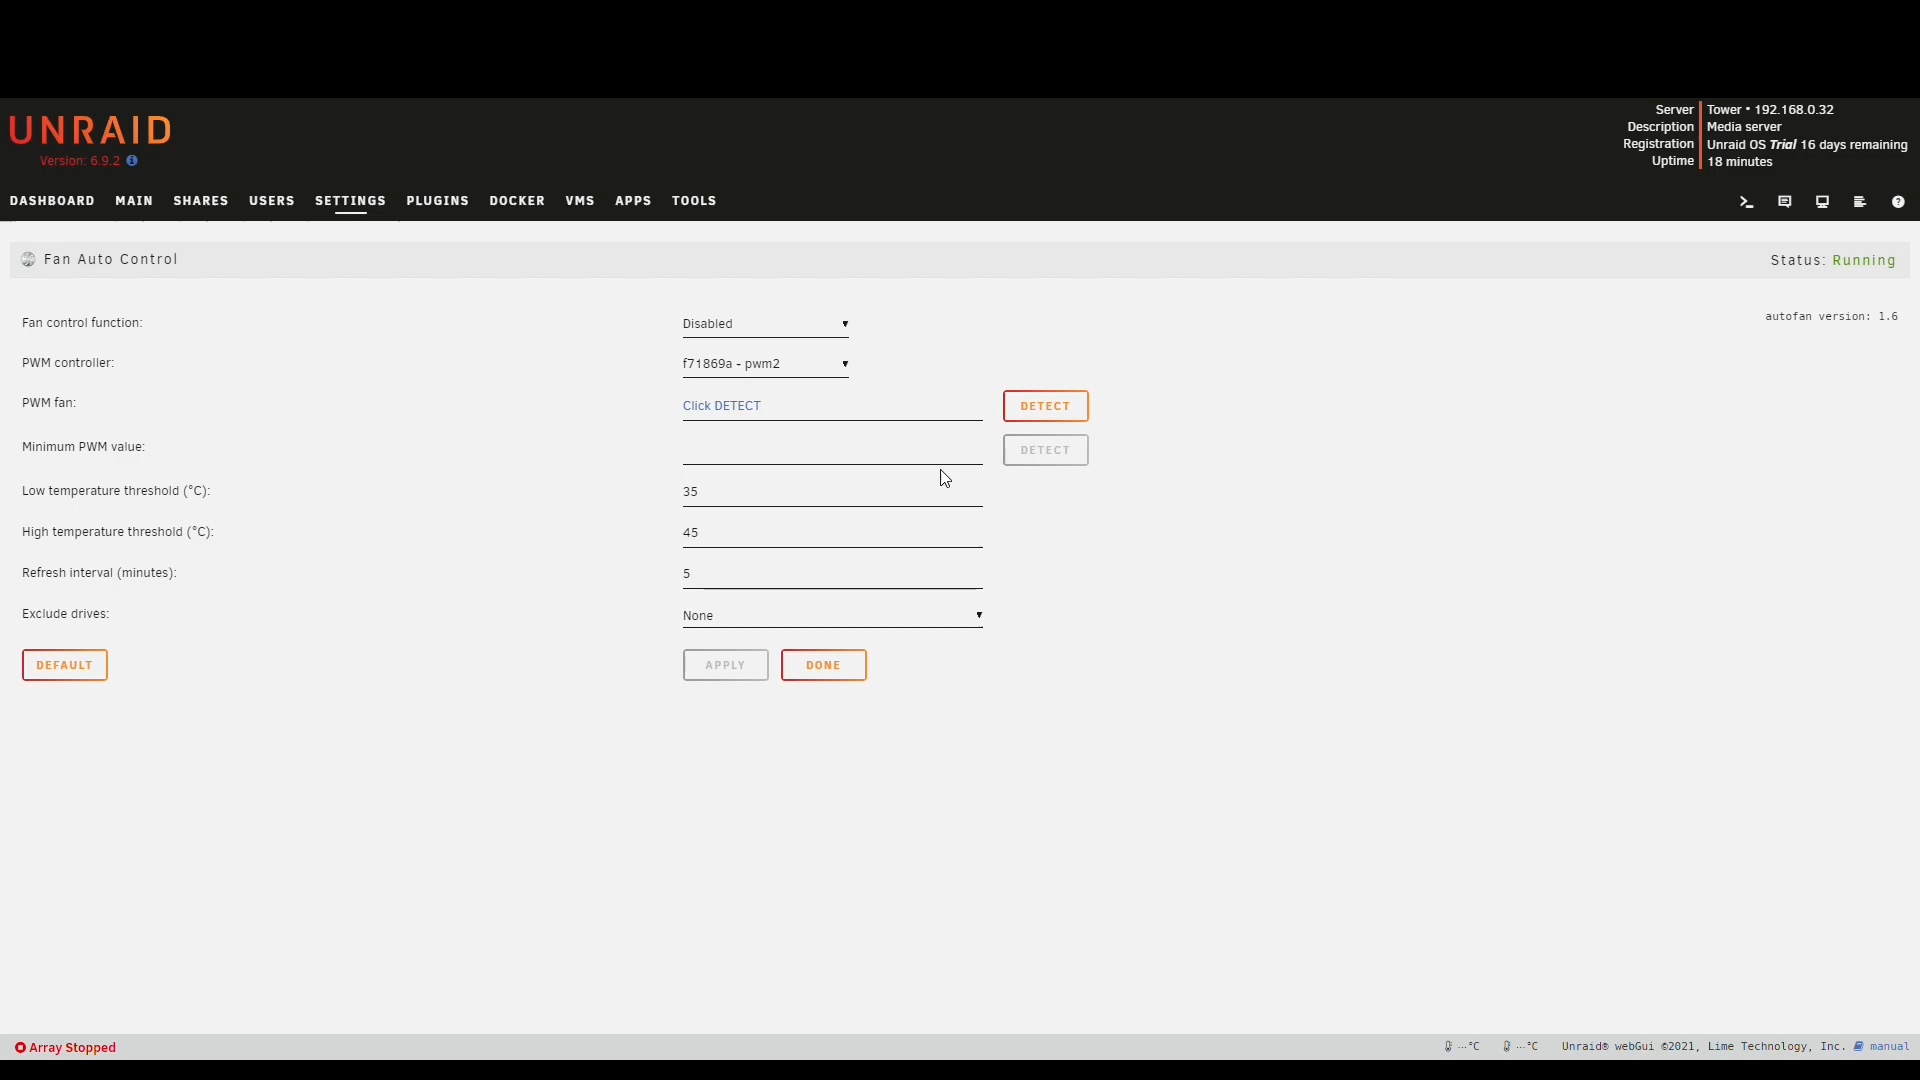 UNRAID
Version: 6.9.2
Server Tower • 192.168.0.32
Description Media server
Registration Unraid OS Trial 16 days remaining
Uptime 18 minutes
DASHBOARD MAIN SHARES USERS SETTINGS PLUGINS DOCKER VMS APPS TOOLS
Fan Auto Control Status: Running
autofan version: 1.6
Fan control function: Disabled
PWM controller: f71869a - pwm2
PWM fan: Click DETECT DETECT
Minimum PWM value: DETECT
Low temperature threshold (°C): 35
High temperature threshold (°C): 45
Refresh interval (minutes): 5
Exclude drives: None
DEFAULT APPLY DONE
Array Stopped ---°C ---°C Unraid® webGui ©2021, Lime Technology, Inc. manual